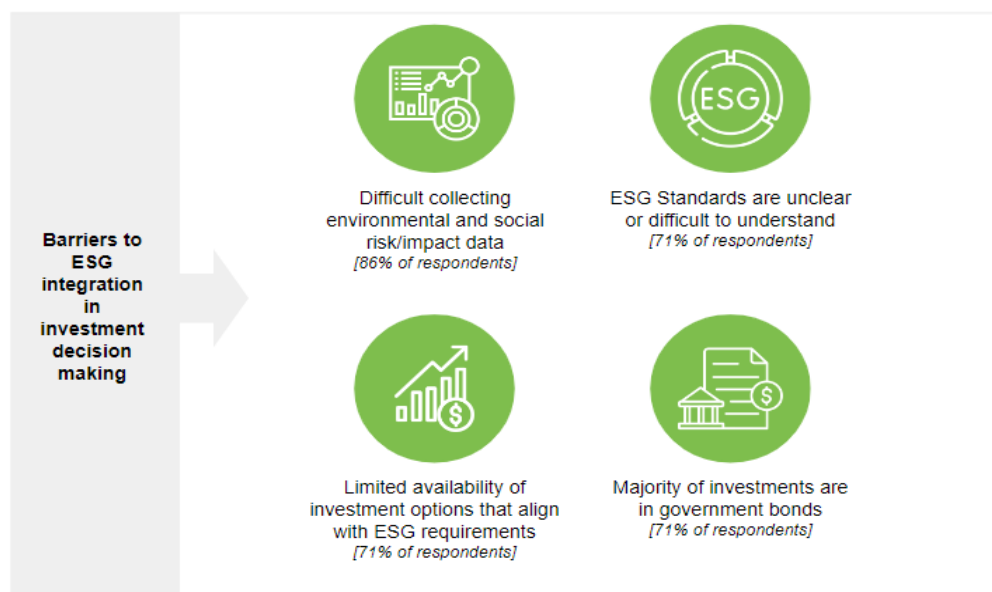 Barriers to
ESG
integration
in
investment
decision
making
Difficult collecting
environmental and social
risk/impact data
[86% of respondents]
ESG
ESG Standards are unclear
or difficult to understand
[71% of respondents]
$
Limited availability of
investment options that align
with ESG requirements
[71% of respondents]
$
Majority of investments are
in government bonds
[71% of respondents]